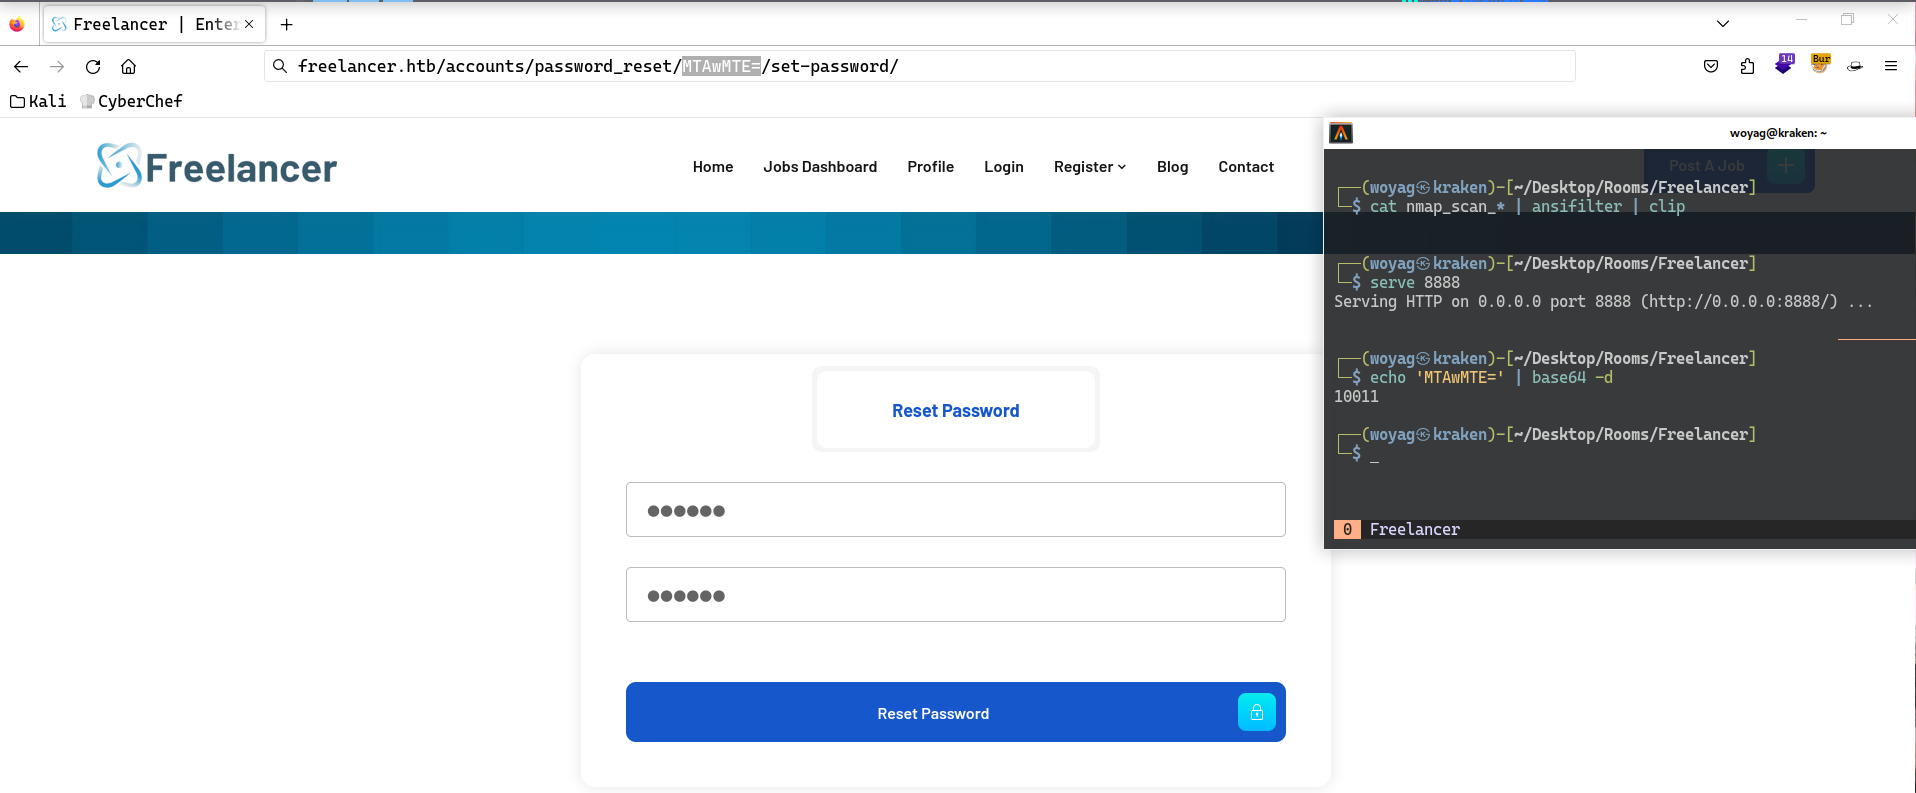 Freelancer | Enter
freelancer.htb/accounts/password_reset/MTAwMTE=/set-password/
14
Bur
Kali
CyberChef
Freelancer
Home
Jobs Dashboard
Profile
Login
Register
Blog
Contact
Post A Job
Reset Password
Reset Password
woyag@kraken: ~
┌──(woyag㉿kraken)-[~/Desktop/Rooms/Freelancer]
└─$ cat nmap_scan_* | ansifilter | clip
┌──(woyag㉿kraken)-[~/Desktop/Rooms/Freelancer]
└─$ serve 8888
Serving HTTP on 0.0.0.0 port 8888 (http://0.0.0.0:8888/) ...
┌──(woyag㉿kraken)-[~/Desktop/Rooms/Freelancer]
└─$ echo 'MTAwMTE=' | base64 -d
10011
┌──(woyag㉿kraken)-[~/Desktop/Rooms/Freelancer]
└─$ _
0 Freelancer